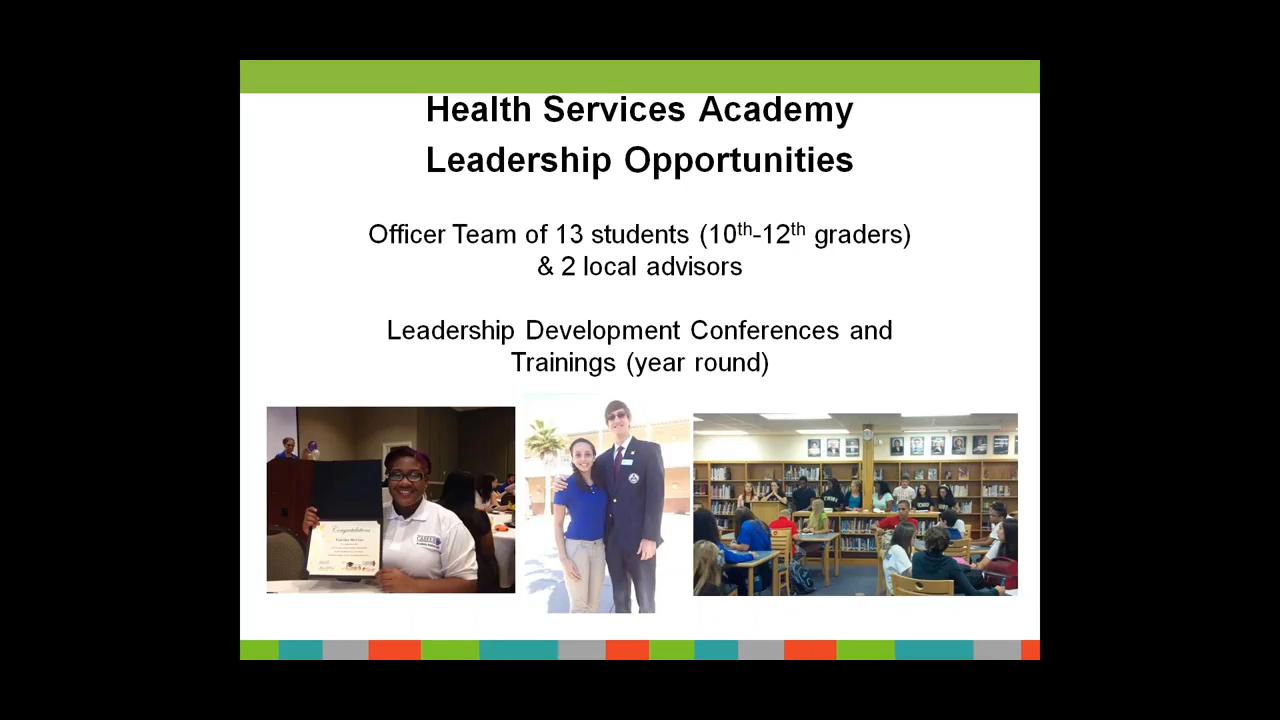 Health Services Academy
Leadership Opportunities
Officer Team of 13 students (10th-12th graders)
& 2 local advisors
Leadership Development Conferences and
Trainings (year round)
Congratulations